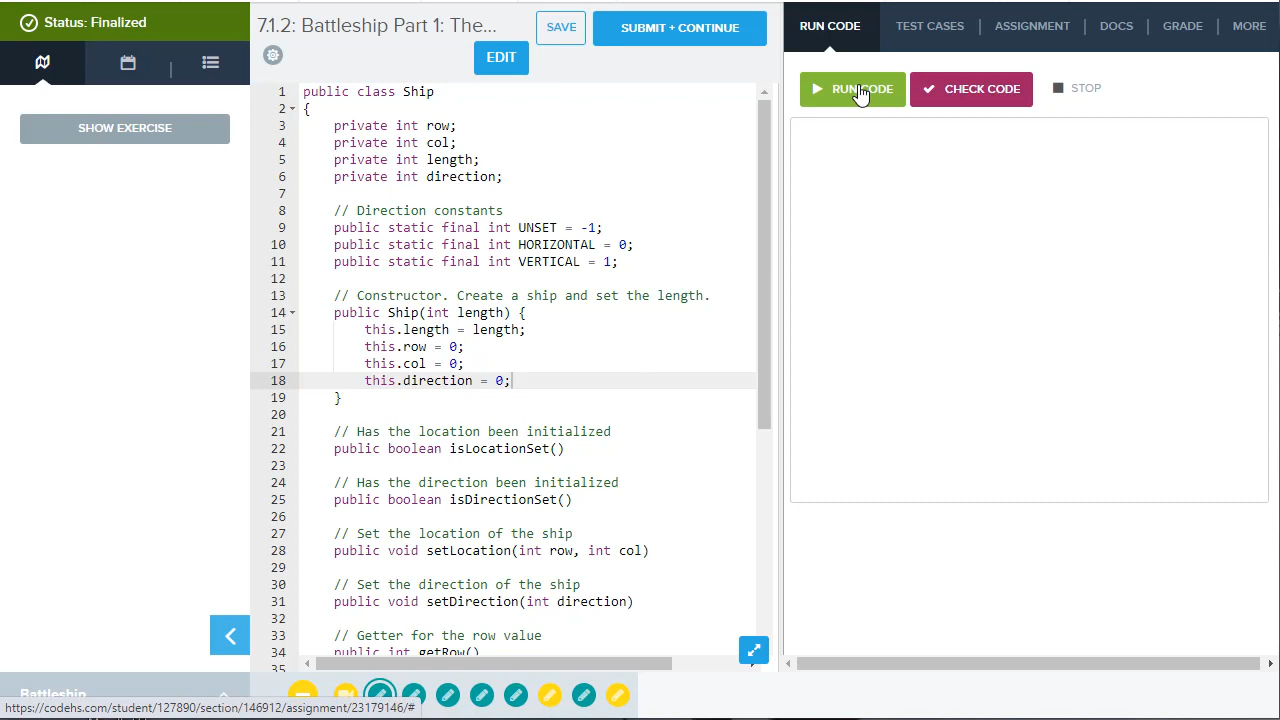 Status: Finalized
7.1.2: Battleship Part 1: The...
SAVE
SUBMIT + CONTINUE
EDIT
RUN CODE
TEST CASES
ASSIGNMENT
DOCS
GRADE
MORE
SHOW EXERCISE
RUN CODE
CHECK CODE
STOP
1 public class Ship
2 {
3 private int row;
4 private int col;
5 private int length;
6 private int direction;
7
8 // Direction constants
9 public static final int UNSET = -1;
10 public static final int HORIZONTAL = 0;
11 public static final int VERTICAL = 1;
12
13 // Constructor. Create a ship and set the length.
14 public Ship(int length) {
15 this.length = length;
16 this.row = 0;
17 this.col = 0;
18 this.direction = 0;
19 }
20
21 // Has the location been initialized
22 public boolean isLocationSet()
23
24 // Has the direction been initialized
25 public boolean isDirectionSet()
26
27 // Set the location of the ship
28 public void setLocation(int row, int col)
29
30 // Set the direction of the ship
31 public void setDirection(int direction)
32
33 // Getter for the row value
34 public int getRow()
35
Battleship
https://codehs.com/student/127890/section/146912/assignment/23179146/#